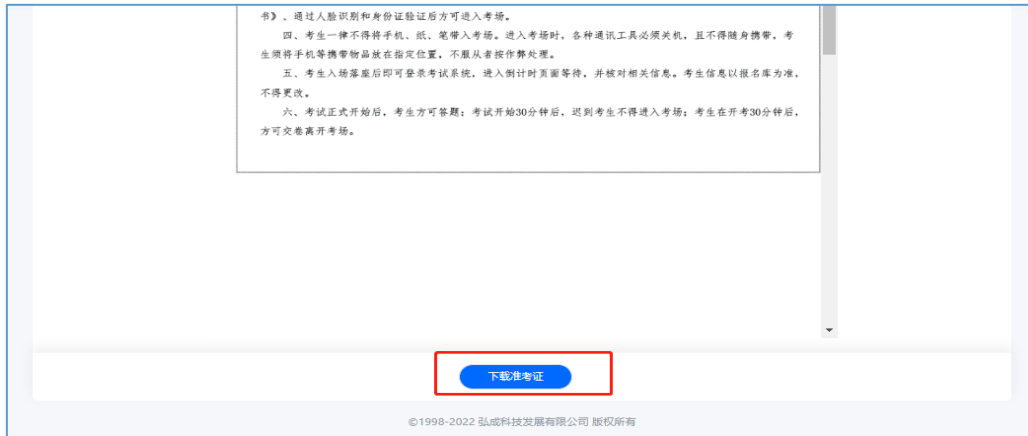 书》、通过人脸识别和身份证验证后方可进入考场。
四、考生一律不得将手机、纸、笔带入考场。进入考场时，各种通讯工具必须关机，且不得随身携带，考
生须将手机等携带物品放在指定位置，不服从者按作弊处理。
五、考生入场落座后即可登录考试系统，进入倒计时页面等待，并核对相关信息。考生信息以报名库为准，
不得更改。
六、考试正式开始后，考生方可答题；考试开始30分钟后，迟到考生不得进入考场；考生在开考30分钟后，
方可交卷离开考场。
下载准考证
©1998-2022 弘成科技发展有限公司 版权所有